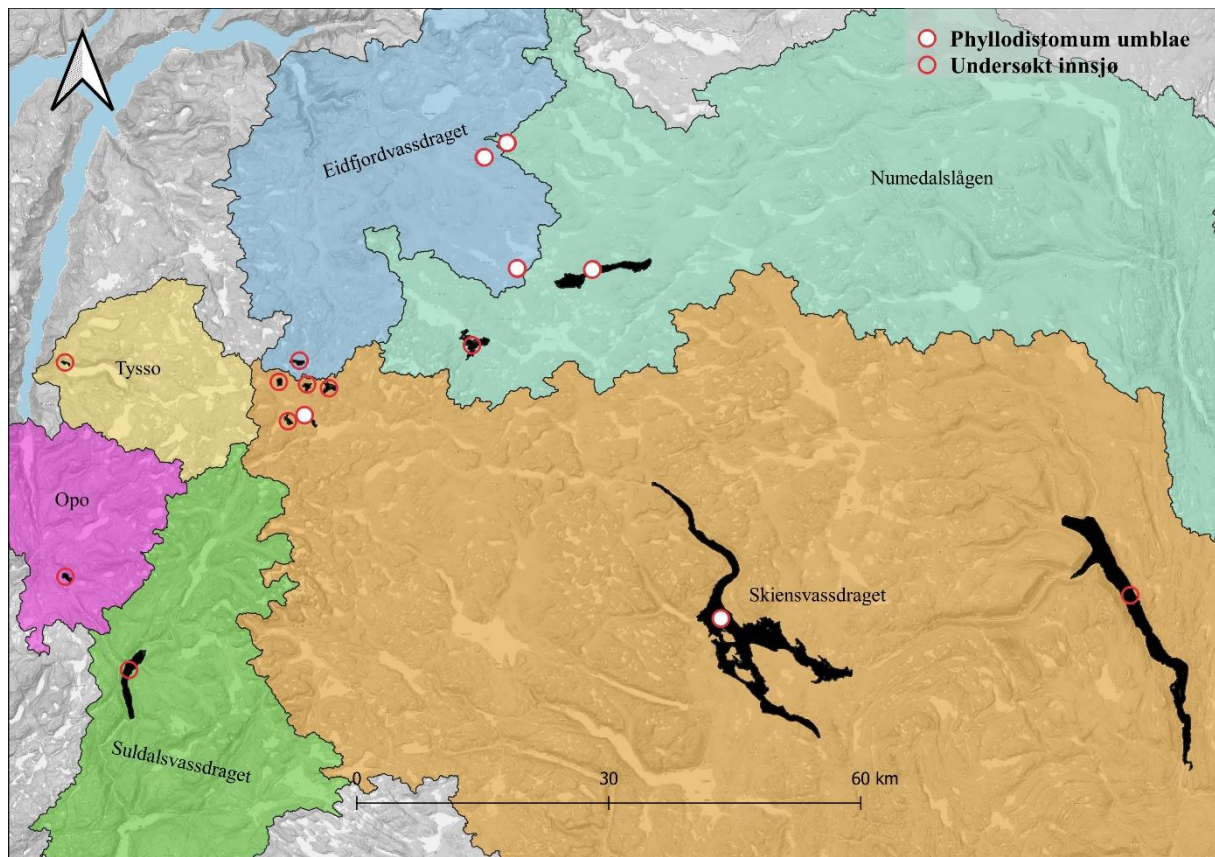 Phyllodistomum umblae
Undersøkt innsjø
Eidfjordvassdraget
Numedalslågen
Tysso
Opo
Skiensvassdraget
Suldalsvassdraget
0 30 60 km